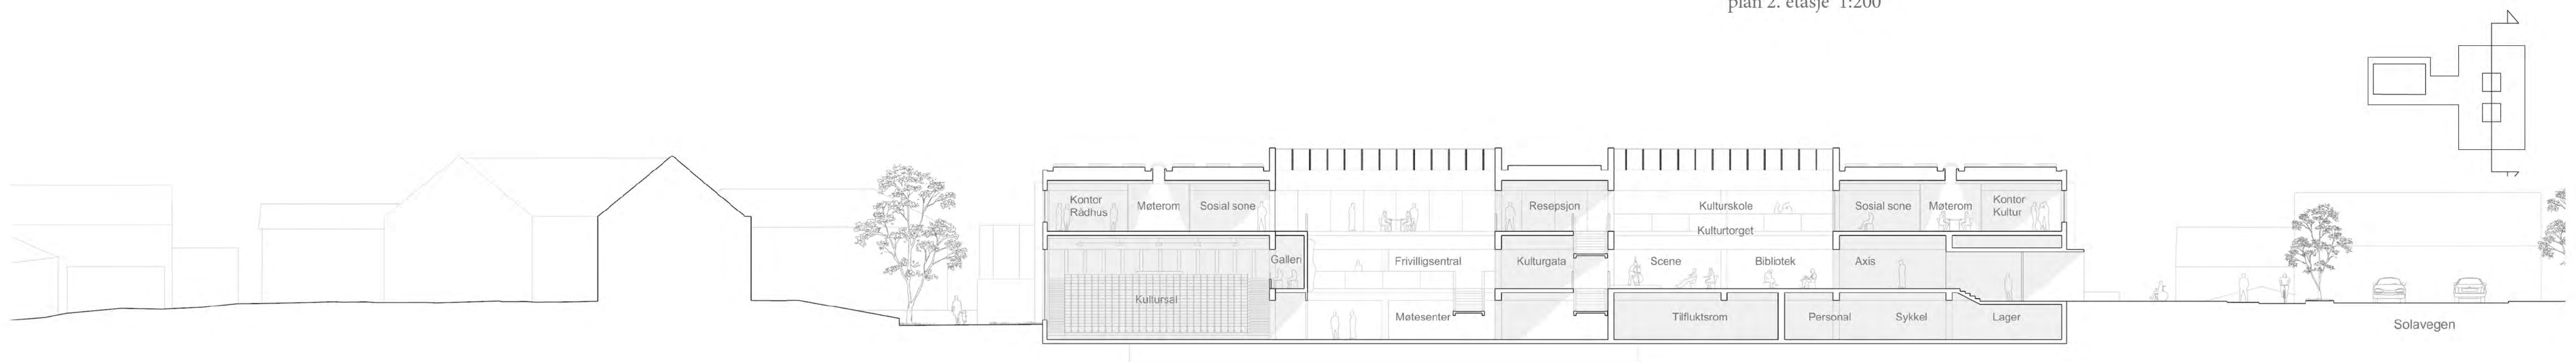 plan 2. etasje 1:200
Kontor
Rådhus
Møterom
Sosial sone
Resepsjon
Kulturskole
Sosial sone
Møterom
Kontor
Kultur
Kulturtorget
Galleri
Frivilligsentral
Kulturgata
Scene
Bibliotek
Axis
Kultursal
Møtesenter
Tilfluktsrom
Personal
Sykkel
Lager
Solavegen